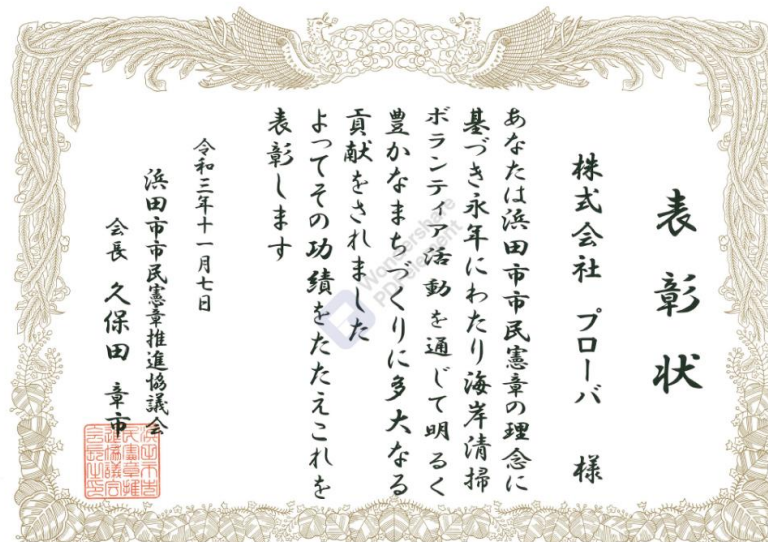 表彰状
株式会社 プローバ 様
あなたは浜田市市民憲章の理念に
基づき永年にわたり海岸清掃
ボランティア活動を通じて明るく
豊かなまちづくりに多大なる
貢献をされました
よってその功績をたたえこれを
表彰します
令和三年十一月七日
浜田市市民憲章推進協議会
会長 久保田 章市
Wondershare
PDFelement